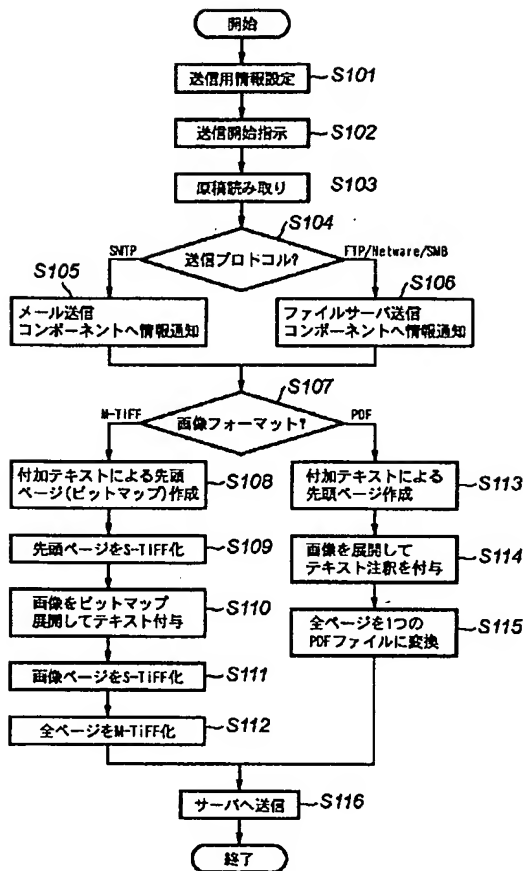 開始
送信用情報設定
S101
送信開始指示
S102
原稿読み取り
S103
S104
送信プロトコル?
SMTP
FTP/Netware/SMB
S105
メール送信
コンポーネントへ情報通知
S106
ファイルサーバ送信
コンポーネントへ情報通知
S107
画像フォーマット?
M-TIFF
PDF
付加テキストによる先頭
ページ(ビットマップ)作成
S108
先頭ページをS-TiFF化
S109
画像をビットマップ
展開してテキスト付与
S110
画像ページをS-TiFF化
S111
全ページをM-TiFF化
S112
付加テキストによる
先頭ページ作成
S113
画像を展開して
テキスト注釈を付与
S114
全ページを1つの
PDFファイルに変換
S115
サーバへ送信
S116
終了